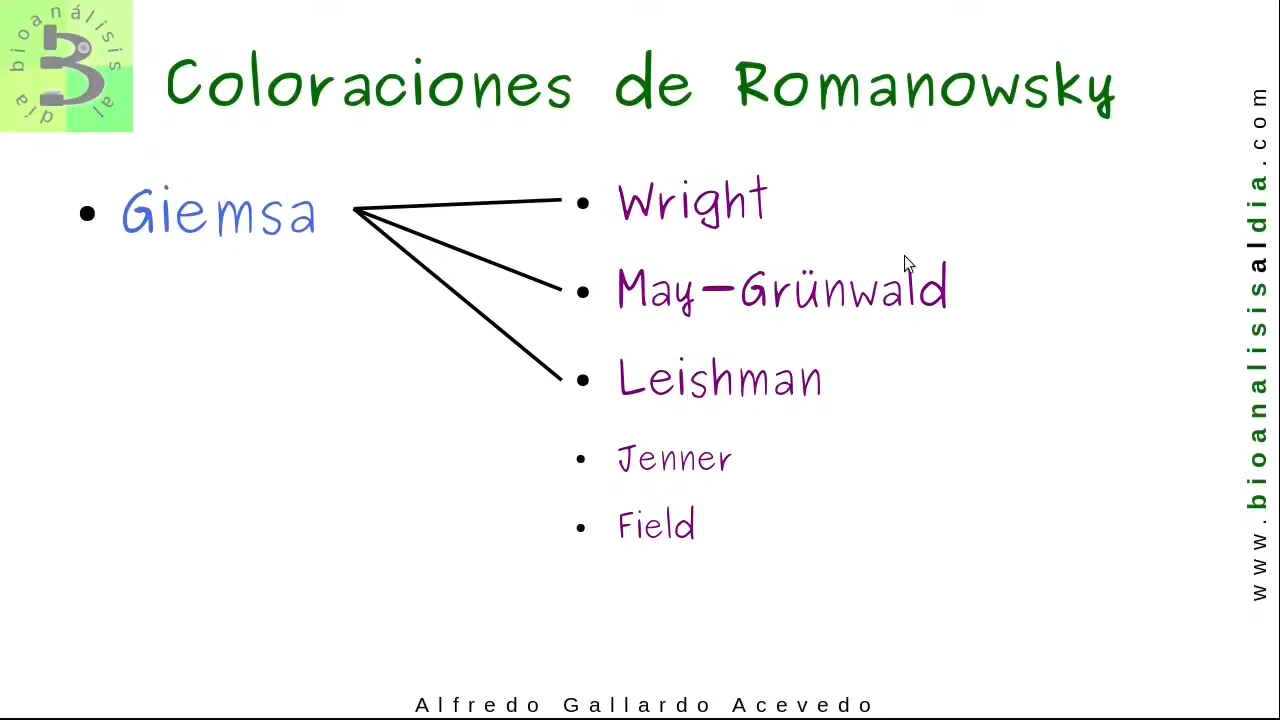 bioanálisis al día
Coloraciones de Romanowsky
• Giemsa
• Wright
• May-Grünwald
• Leishman
• Jenner
• Field
www.bioanalisisaldia.com
Alfredo Gallardo Acevedo